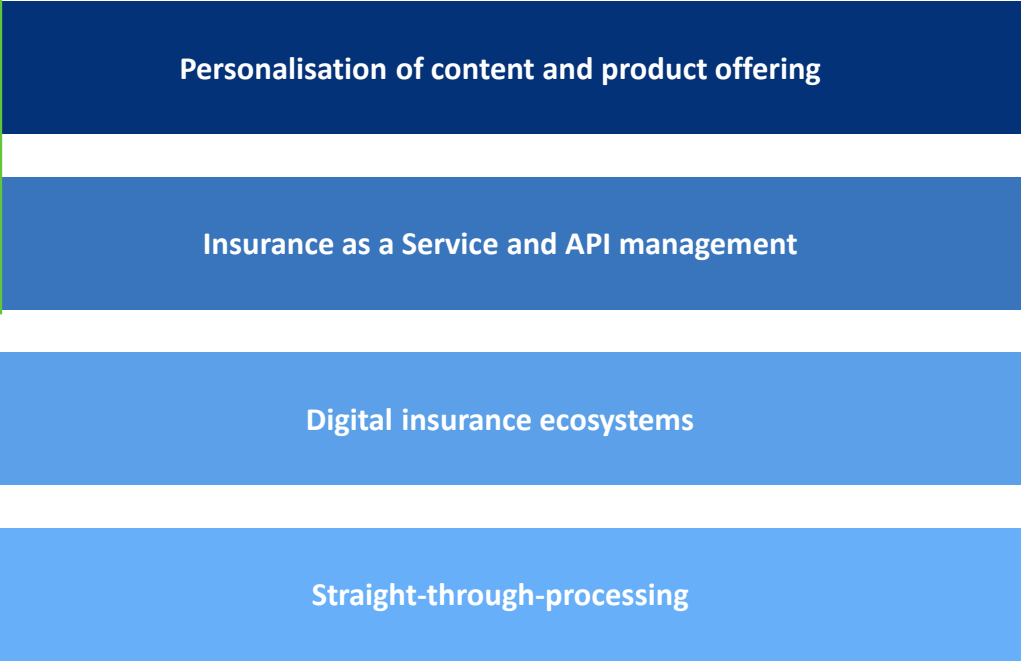 Personalisation of content and product offering
Insurance as a Service and API management
Digital insurance ecosystems
Straight-through-processing